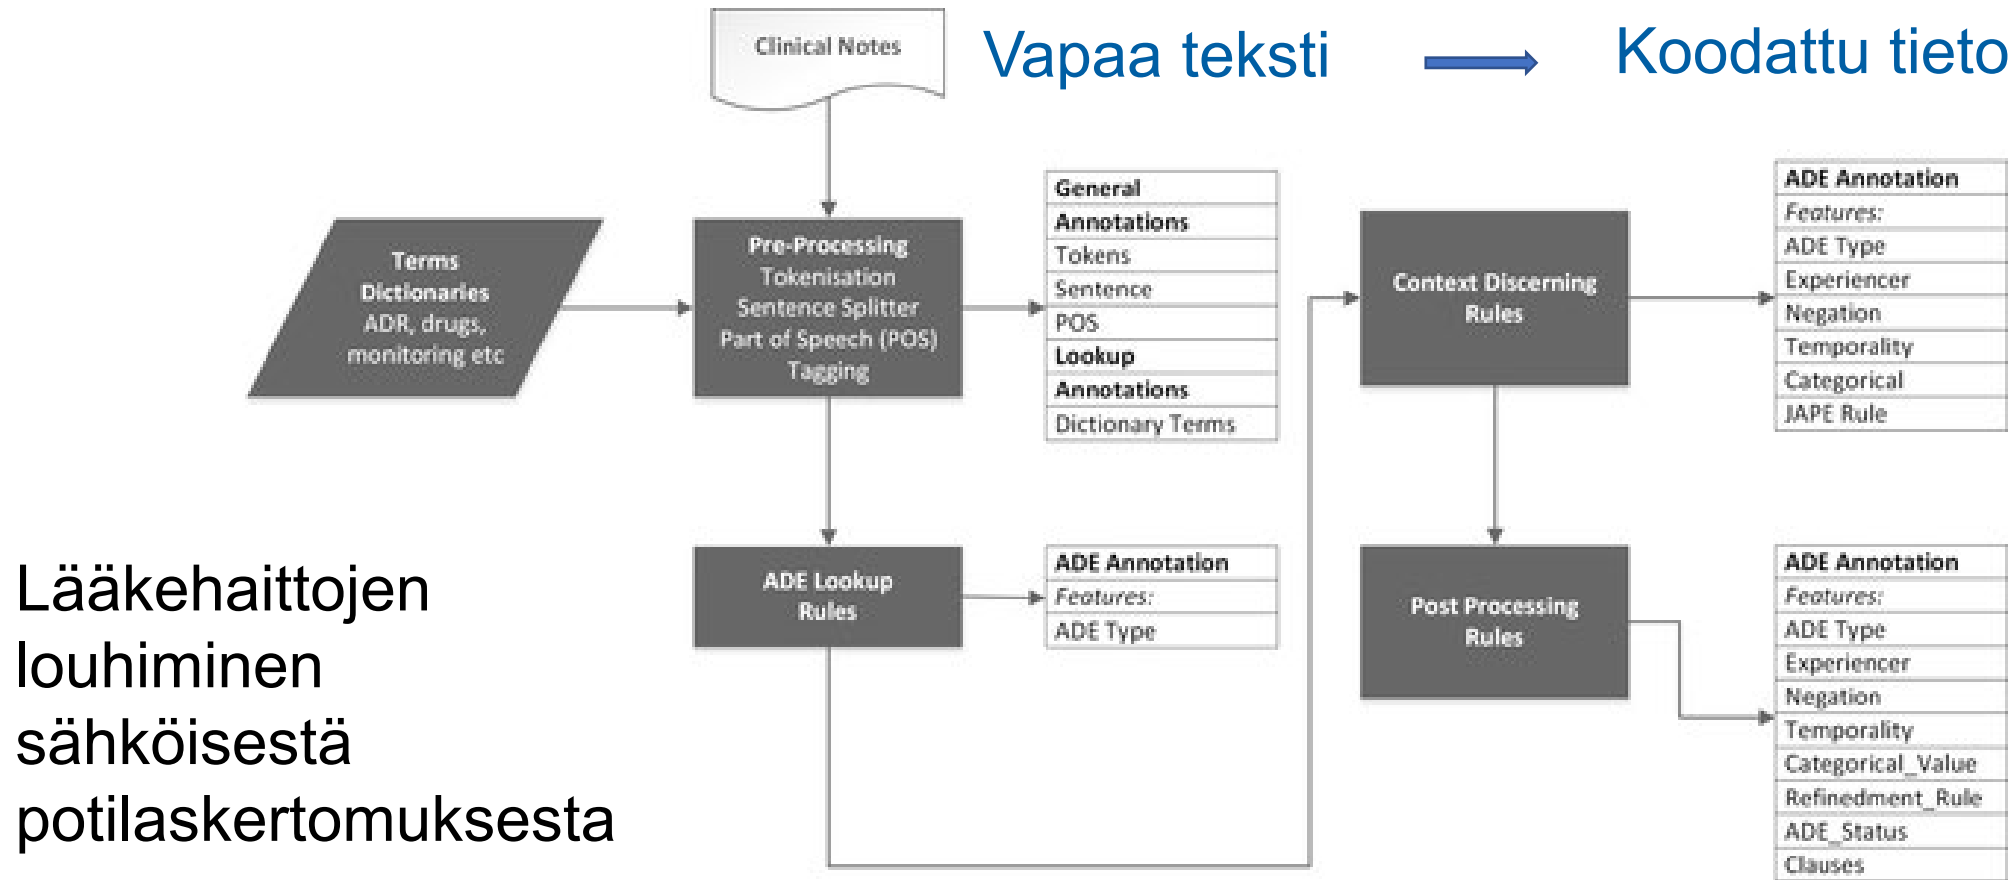 Clinical Notes
Vapaa teksti
Koodattu tieto
Terms
Dictionaries
ADR, drugs,
monitoring etc
Pre-Processing
Tokenisation
Sentence Splitter
Part of Speech (POS)
Tagging
General
Annotations
Tokens
Sentence
POS
Lookup
Annotations
Dictionary Terms
Context Discerning
Rules
ADE Annotation
Features:
ADE Type
Experiencer
Negation
Temporality
Categorical
JAPE Rule
Lääkehaittojen
louhiminen
sähköisestä
potilaskertomuksesta
ADE Lookup
Rules
ADE Annotation
Features:
ADE Type
Post Processing
Rules
ADE Annotation
Features:
ADE Type
Experiencer
Negation
Temporality
Categorical_Value
Refinedment_Rule
ADE_Status
Clauses